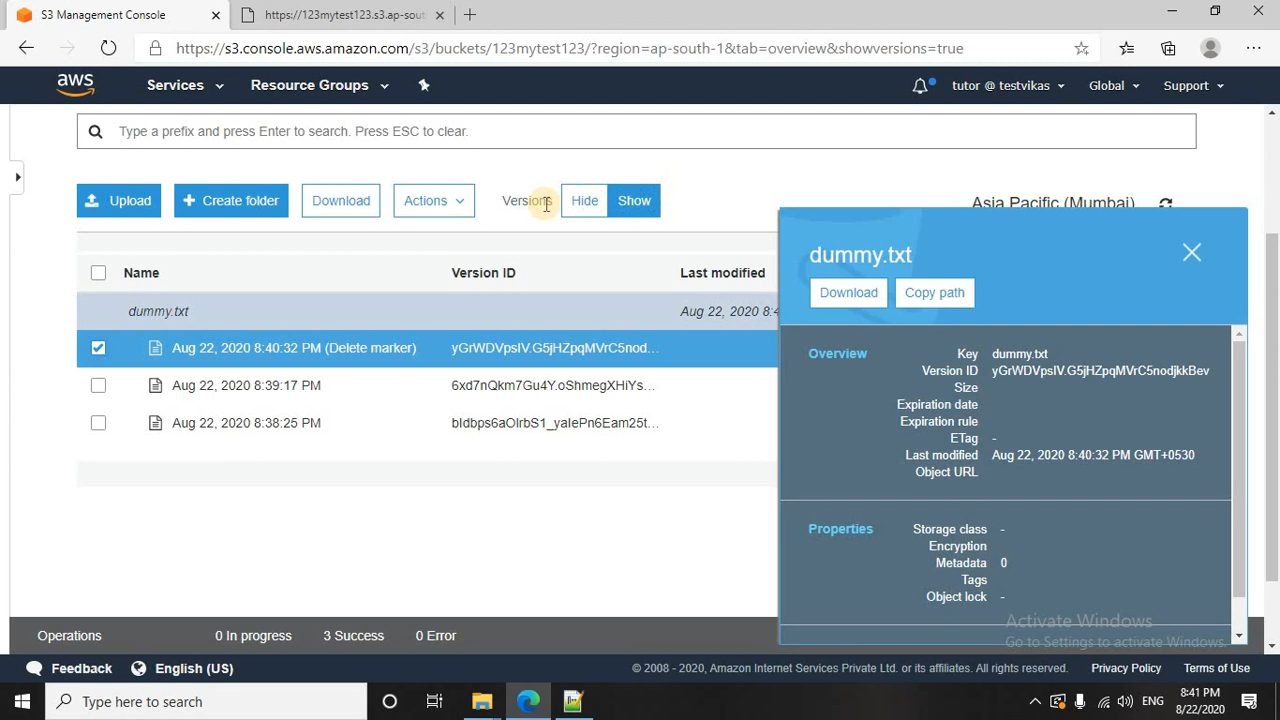 S3 Management Console
https://123mytest123.s3.ap-sout
https://s3.console.aws.amazon.com/s3/buckets/123mytest123/?region=ap-south-1&tab=overview&showversions=true
aws
Services
Resource Groups
tutor @ testvikas
Global
Support
Type a prefix and press Enter to search. Press ESC to clear.
Upload
Create folder
Download
Actions
Versions
Hide
Show
Asia Pacific (Mumbai)
Name
Version ID
Last modified
dummy.txt
Aug 22, 2020 8:4
Aug 22, 2020 8:40:32 PM (Delete marker)
yGrWDVpsIV.G5jHZpqMVrC5nod...
Aug 22, 2020 8:39:17 PM
6xd7nQkm7Gu4Y.oShmegXHiYs...
Aug 22, 2020 8:38:25 PM
bIdbps6aOlrbS1_yaIePn6Eam25t...
dummy.txt
Download
Copy path
Overview
Key dummy.txt
Version ID yGrWDVpsIV.G5jHZpqMVrC5nodjkkBev
Size
Expiration date
Expiration rule
ETag -
Last modified Aug 22, 2020 8:40:32 PM GMT+0530
Object URL
Properties
Storage class -
Encryption
Metadata 0
Tags
Object lock -
Activate Windows
Go to Settings to activate Windows.
Operations
0 In progress
3 Success
0 Error
Feedback
English (US)
© 2008 - 2020, Amazon Internet Services Private Ltd. or its affiliates. All rights reserved.
Privacy Policy
Terms of Use
Type here to search
ENG
8:41 PM
8/22/2020